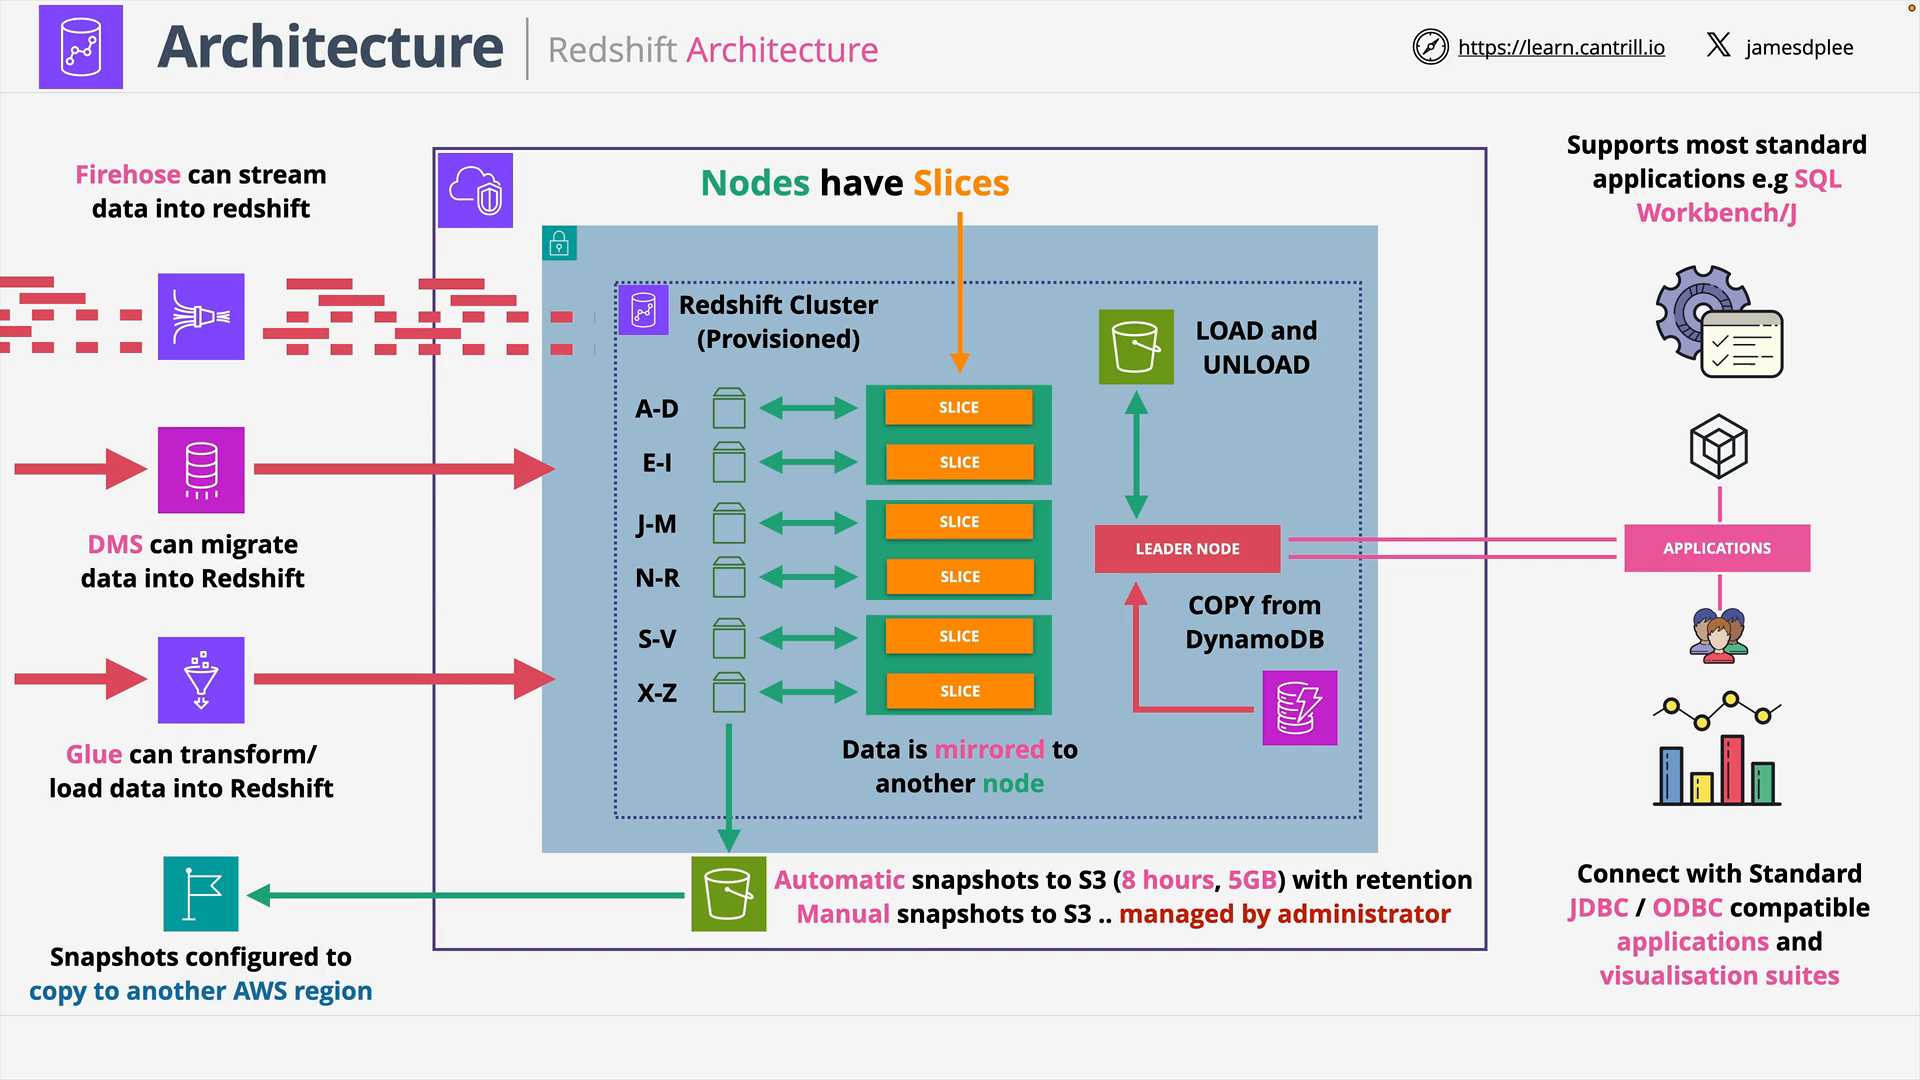 Architecture
Redshift Architecture
https://learn.cantrill.io
jamesdplee
Firehose can stream
data into redshift
DMS can migrate
data into Redshift
Glue can transform/
load data into Redshift
Snapshots configured to
copy to another AWS region
Nodes have Slices
Redshift Cluster
(Provisioned)
A-D
SLICE
E-I
SLICE
J-M
SLICE
N-R
SLICE
S-V
SLICE
X-Z
SLICE
Data is mirrored to
another node
LOAD and
UNLOAD
LEADER NODE
COPY from
DynamoDB
Automatic snapshots to S3 (8 hours, 5GB) with retention
Manual snapshots to S3 .. managed by administrator
Supports most standard
applications e.g SQL
Workbench/J
APPLICATIONS
Connect with Standard
JDBC / ODBC compatible
applications and
visualisation suites